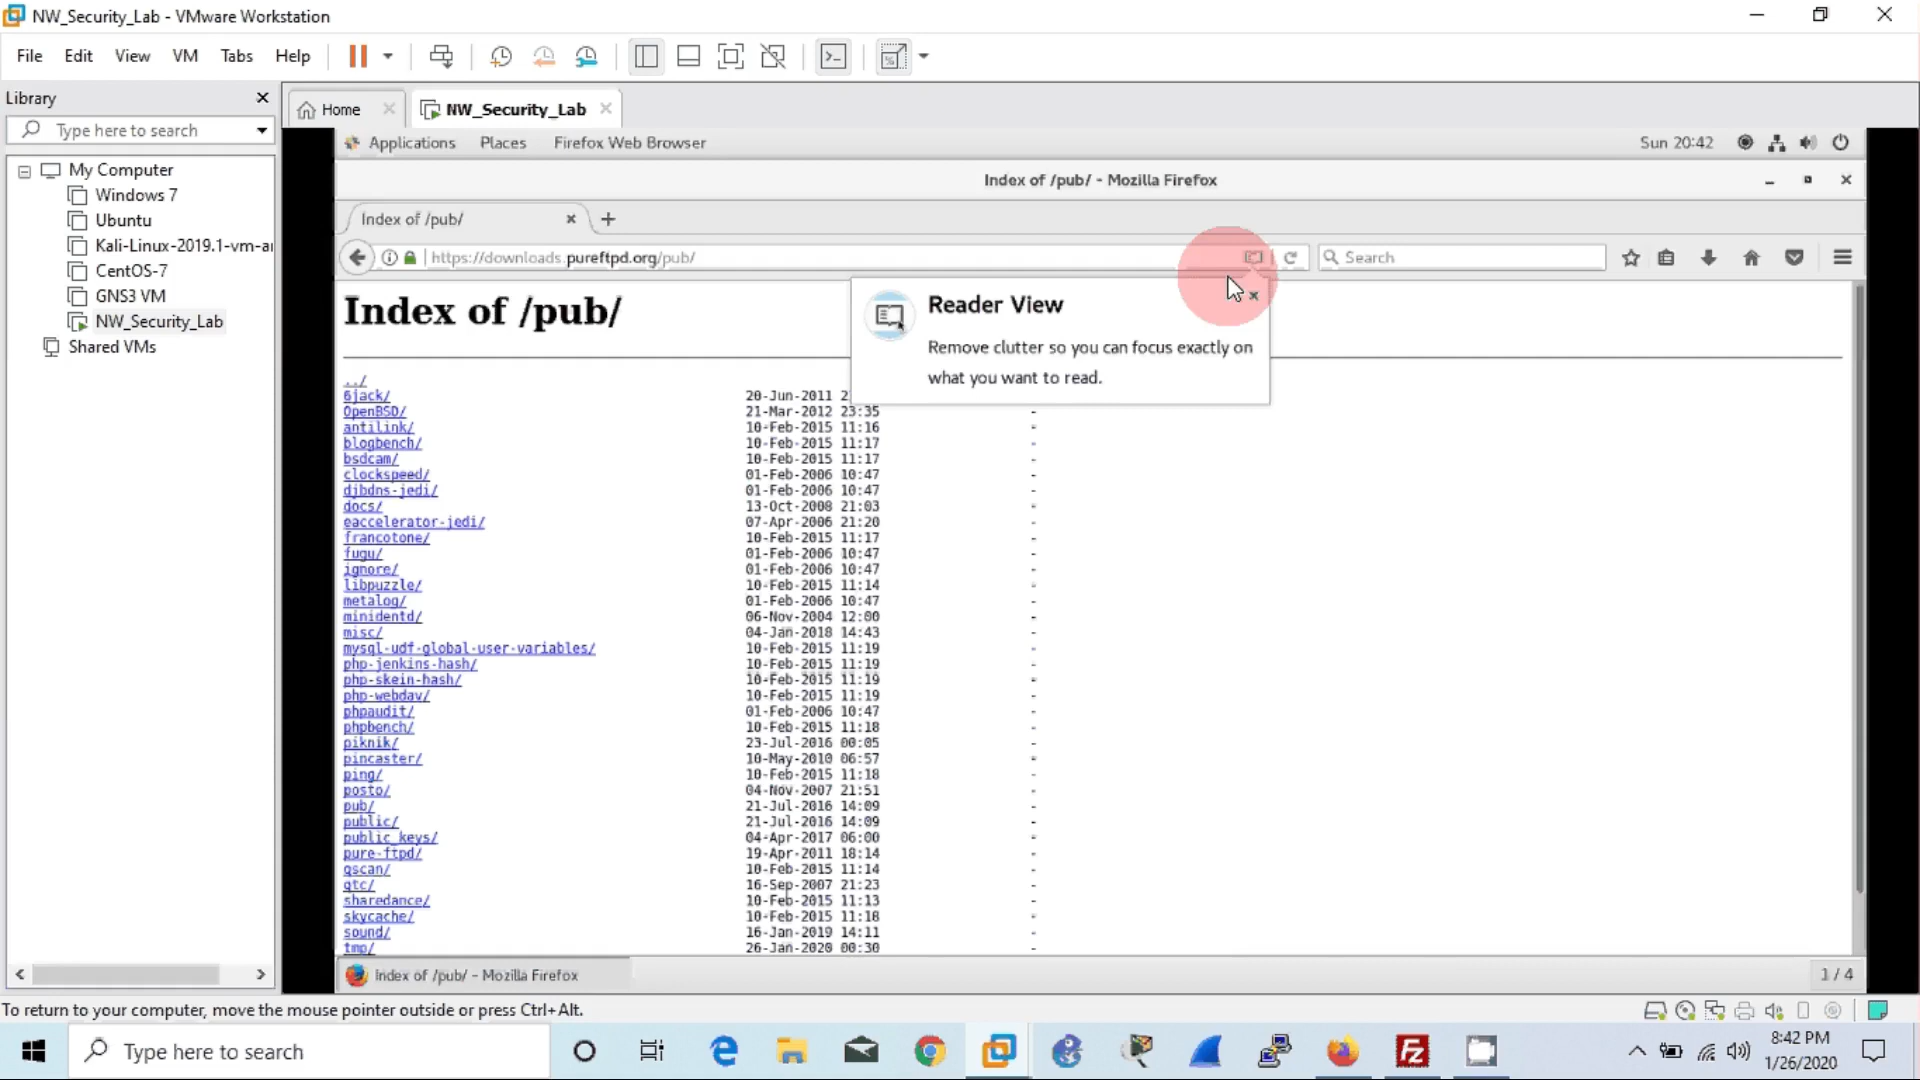 NW_Security_Lab - VMware Workstation
File Edit View VM Tabs Help
Library
Type here to search
My Computer
Windows 7
Ubuntu
Kali-Linux-2019.1-vm-a
CentOS-7
GNS3 VM
NW_Security_Lab
Shared VMs
Home NW_Security_Lab
Applications Places Firefox Web Browser Sun 20:42
Index of /pub/ - Mozilla Firefox
Index of /pub/
https://downloads.pureftpd.org/pub/ Search
Reader View
Remove clutter so you can focus exactly on
what you want to read.
Index of /pub/
../
6jack/ 20-Jun-2011 2
OpenBSD/ 21-Mar-2012 23:35 -
antilink/ 10-Feb-2015 11:16 -
blogbench/ 10-Feb-2015 11:17 -
bsdcam/ 10-Feb-2015 11:17 -
clockspeed/ 01-Feb-2006 10:47 -
djbdns-jedi/ 01-Feb-2006 10:47 -
docs/ 13-Oct-2008 21:03 -
eaccelerator-jedi/ 07-Apr-2006 21:20 -
francotone/ 10-Feb-2015 11:17 -
fugu/ 01-Feb-2006 10:47 -
ignore/ 01-Feb-2006 10:47 -
libpuzzle/ 10-Feb-2015 11:14 -
metalog/ 01-Feb-2006 10:47 -
minidentd/ 06-Nov-2004 12:00 -
misc/ 04-Jan-2018 14:43 -
mysql-udf-global-user-variables/ 10-Feb-2015 11:19 -
php-jenkins-hash/ 10-Feb-2015 11:19 -
php-skein-hash/ 10-Feb-2015 11:19 -
php-webdav/ 10-Feb-2015 11:19 -
phpaudit/ 01-Feb-2006 10:47 -
phpbench/ 10-Feb-2015 11:18 -
piknik/ 23-Jul-2016 00:05 -
pincaster/ 10-May-2010 06:57 -
ping/ 10-Feb-2015 11:18 -
posto/ 04-Nov-2007 21:51 -
pub/ 21-Jul-2016 14:09 -
public/ 21-Jul-2016 14:09 -
public_keys/ 04-Apr-2017 06:00 -
pure-ftpd/ 19-Apr-2011 18:14 -
qscan/ 10-Feb-2015 11:14 -
qtc/ 16-Sep-2007 21:23 -
sharedance/ 10-Feb-2015 11:13 -
skycache/ 10-Feb-2015 11:18 -
sound/ 16-Jan-2019 14:11 -
tmp/ 26-Jan-2020 00:30 -
Index of /pub/ - Mozilla Firefox 1 / 4
To return to your computer, move the mouse pointer outside or press Ctrl+Alt.
Type here to search 8:42 PM
1/26/2020